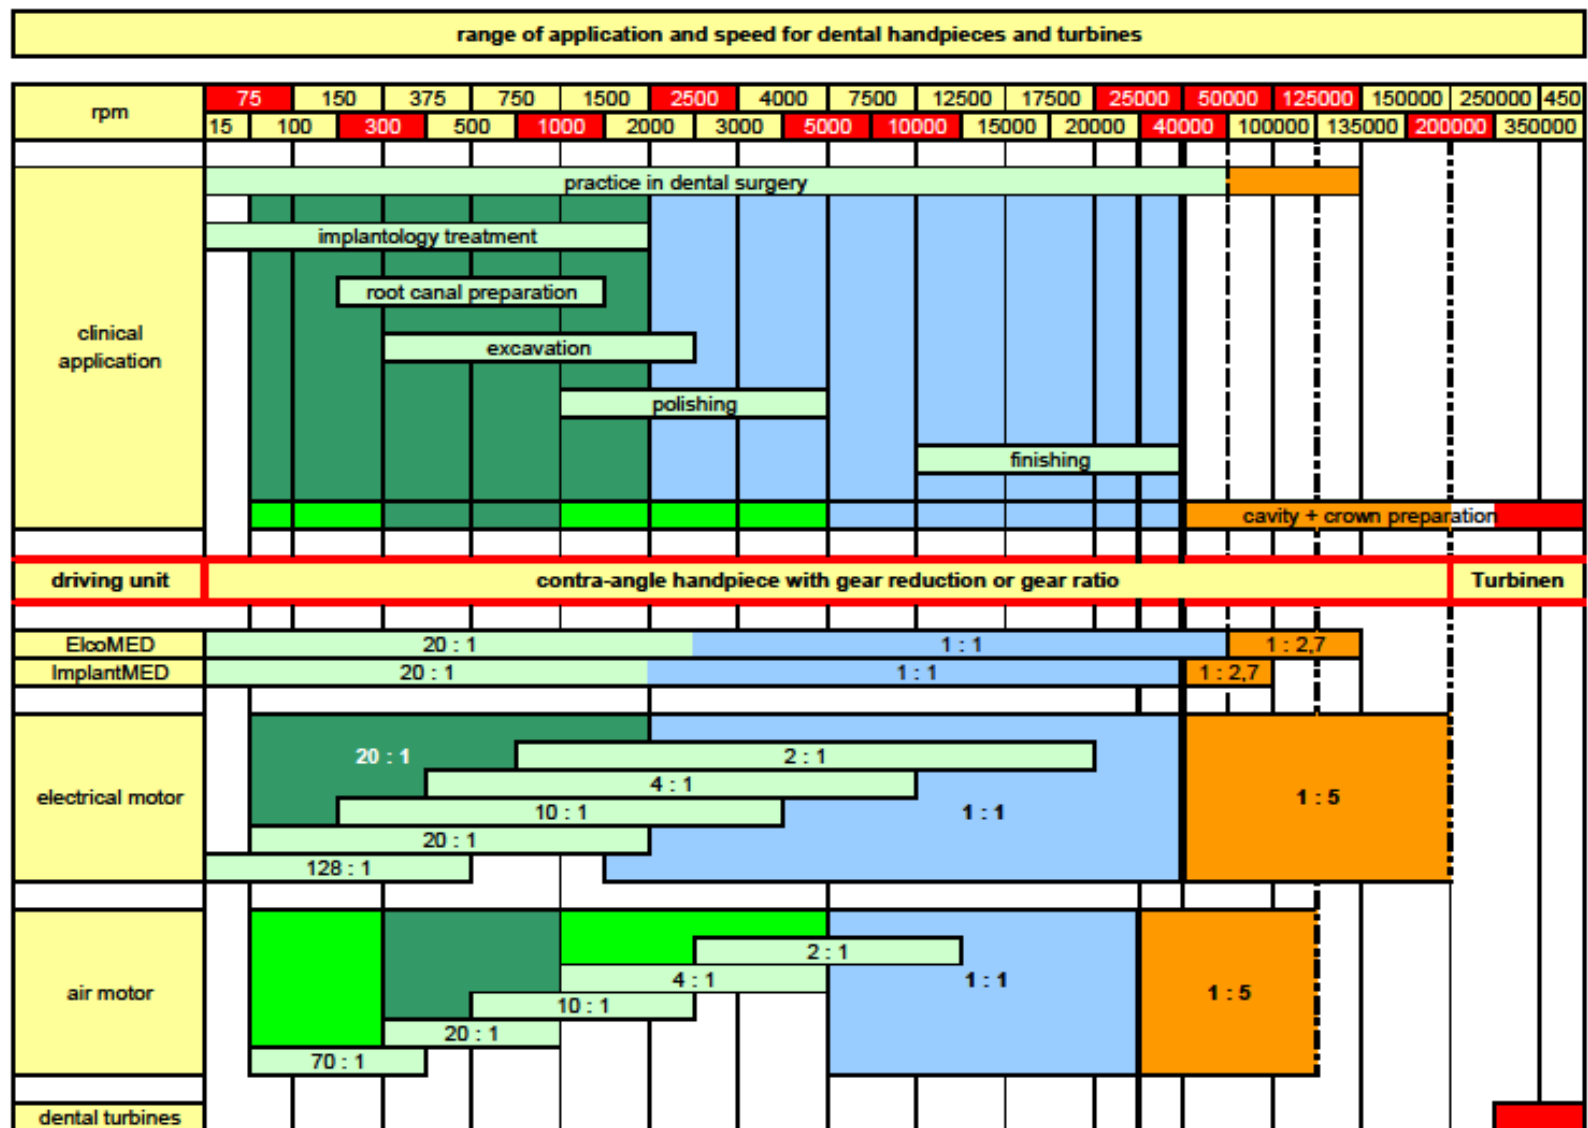 range of application and speed for dental handpieces and turbines
rpm
75 150 375 750 1500 2500 4000 7500 12500 17500 25000 50000 125000 150000 250000 450
15 100 300 500 1000 2000 3000 5000 10000 15000 20000 40000 100000 135000 200000 350000
practice in dental surgery
implantology treatment
root canal preparation
clinical
application
excavation
polishing
finishing
cavity + crown preparation
driving unit contra-angle handpiece with gear reduction or gear ratio Turbinen
ElcoMED 20 : 1 1 : 1 1 : 2,7
ImplantMED 20 : 1 1 : 1 1 : 2,7
electrical motor
20 : 1 2 : 1
4 : 1
10 : 1 1 : 1 1 : 5
20 : 1
128 : 1
air motor
2 : 1
4 : 1 1 : 1 1 : 5
10 : 1
20 : 1
70 : 1
dental turbines